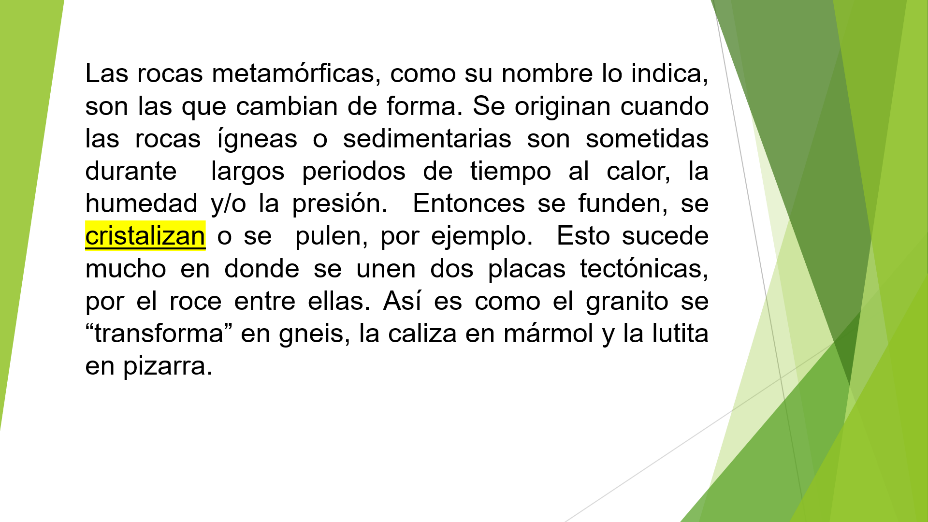 Las rocas metamórficas, como su nombre lo indica,
son las que cambian de forma. Se originan cuando
las rocas ígneas o sedimentarias son sometidas
durante largos periodos de tiempo al calor, la
humedad y/o la presión. Entonces se funden, se
cristalizan o se pulen, por ejemplo. Esto sucede
mucho en donde se unen dos placas tectónicas,
por el roce entre ellas. Así es como el granito se
“transforma” en gneis, la caliza en mármol y la lutita
en pizarra.